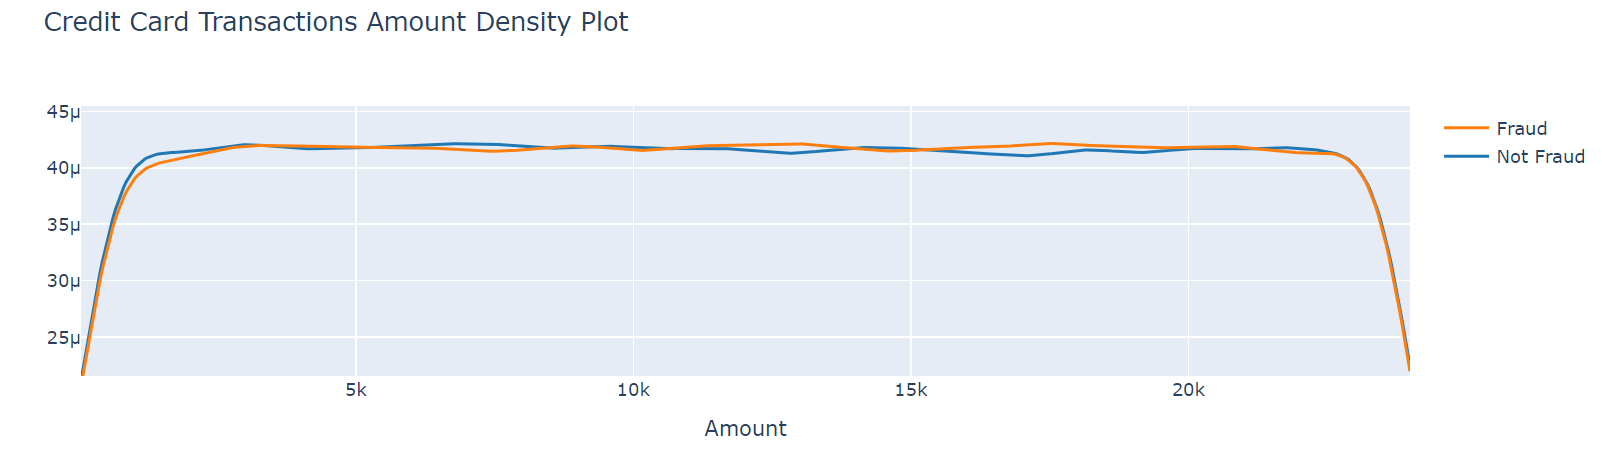 Credit Card Transactions Amount Density Plot
45μ
40μ
35μ
30μ
25μ
5k 10k 15k 20k
Amount
Fraud
Not Fraud